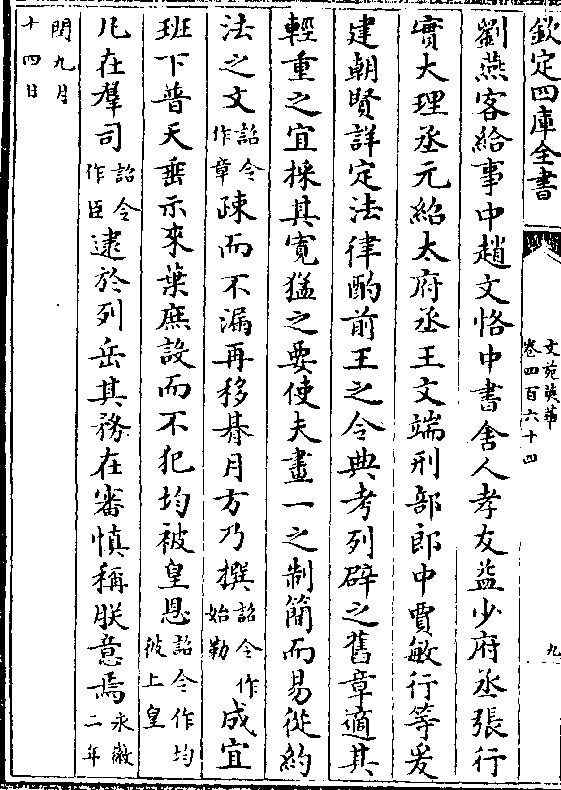 欽定四庫全書
文苑英華
卷四百六十四
九
劉燕客給事中趙文恪中書舍人孝友益少府丞張行
實大理丞元紹太府丞王文端刑部郎中賈敏行等爰
建朝賢詳定法律酌前王之令典考列辟之舊章適其
輕重之宜採其寛猛之要使夫畫一之制簡而易從約
法之文詔令作章疎而不漏再移朞月方乃撰詔令作始勒成宜
班下普天垂示來葉庶設而不犯均被皇恩詔令作均彼上皇
凡在羣司詔令作臣逮於列岳其務在審慎稱朕意焉永徽二年
閏九月
十四日